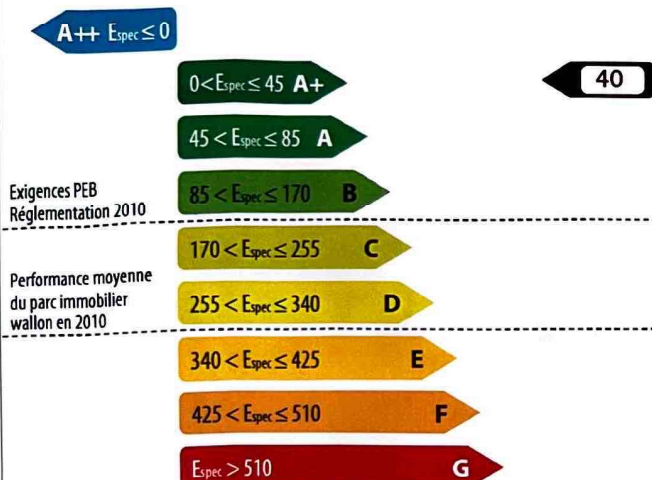 A++ Espec ≤ 0
0 < Espec ≤ 45 A+
40
45 < Espec ≤ 85 A
Exigences PEB
Réglementation 2010
85 < Espec ≤ 170 B
170 < Espec ≤ 255 C
Performance moyenne
du parc immobilier
wallon en 2010
255 < Espec ≤ 340 D
340 < Espec ≤ 425 E
425 < Espec ≤ 510 F
Espec > 510 G